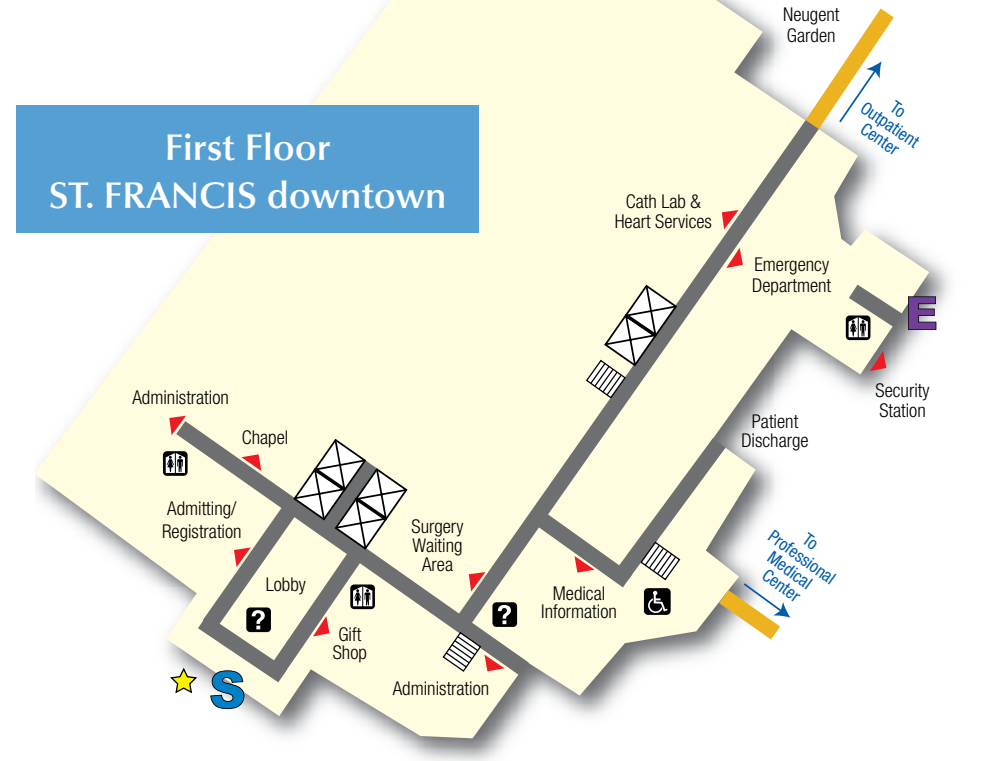 Neugent
Garden
To
Outpatient
Center
First Floor
ST. FRANCIS downtown
Cath Lab &
Heart Services
Emergency
Department
E
Security
Station
Administration
Chapel
Patient
Discharge
Admitting/
Registration
Surgery
Waiting
Area
To
Professional
Medical
Center
Lobby
?
Medical
Information
?
Gift
Shop
S
Administration